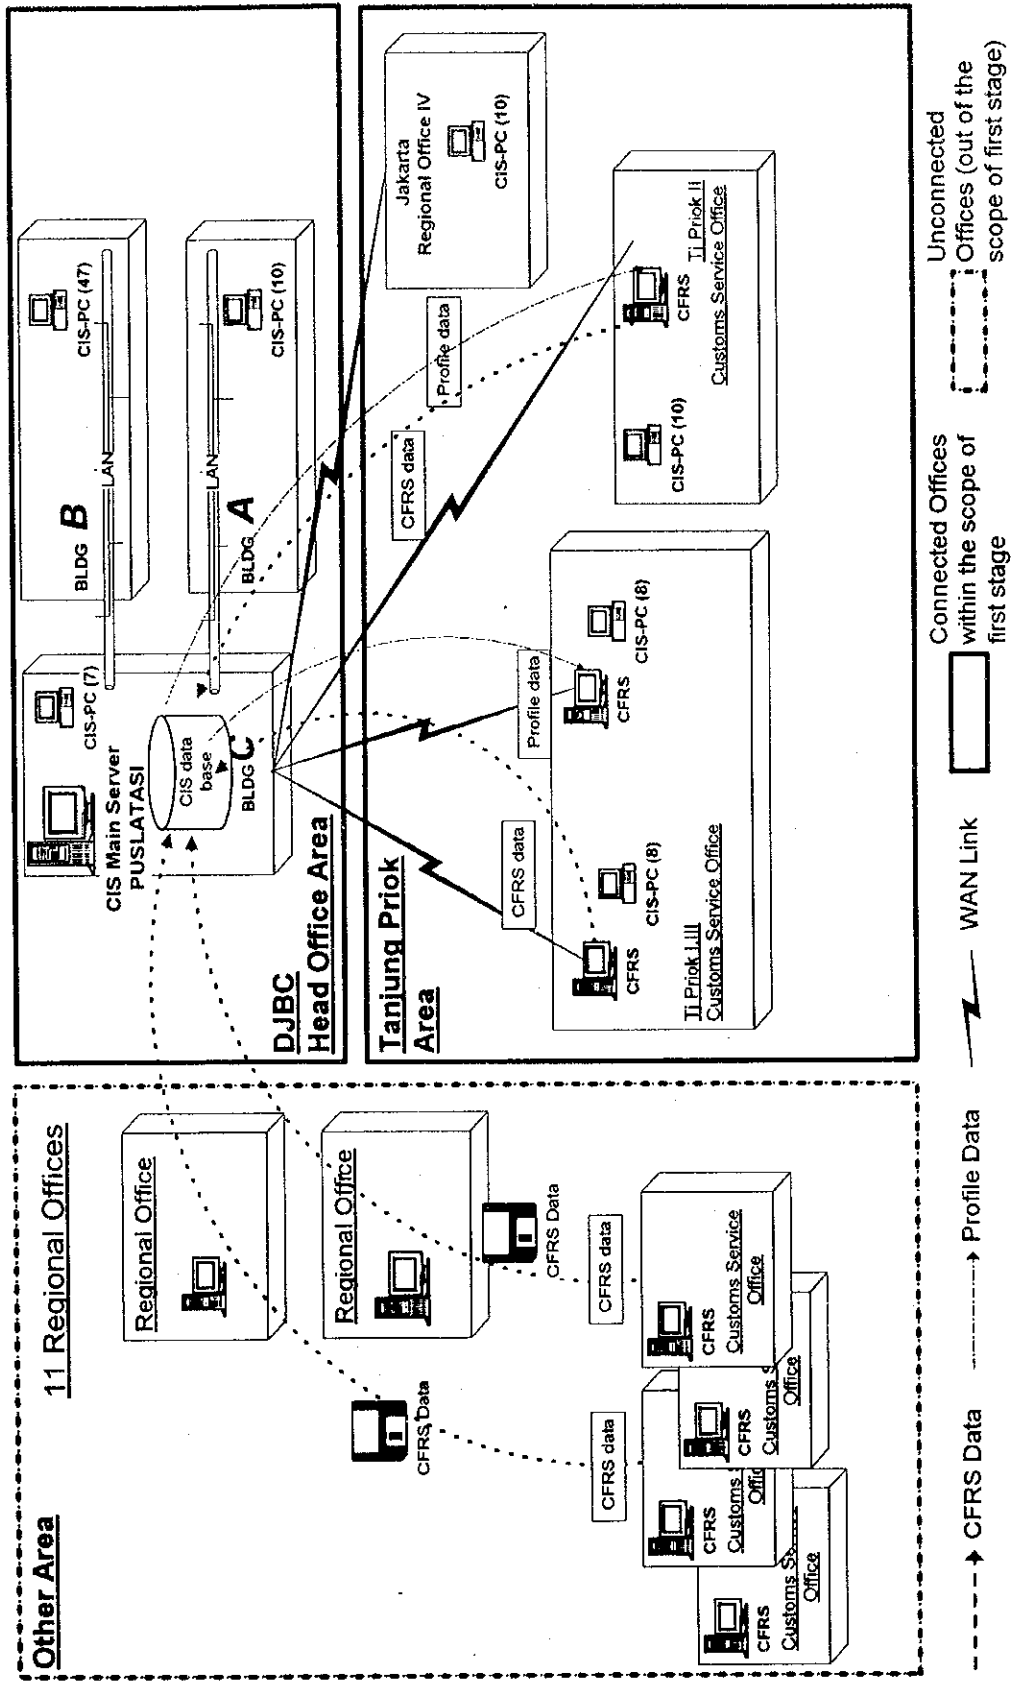 Other Area
11 Regional Offices
Regional Office
Regional Office
CFRS Data
CFRS Data
CFRS data
CFRS data
CFRS
Customs Service
Office
CFRS
Customs S
Office
CFRS
Customs S
Offic
CFRS
Customs Se
Office
DJBC
Head Office Area
CIS Main Server
PUSLATASI
CIS-PC (7)
CIS data
base
BLDG C
BLDG B
LAN
CIS-PC (47)
BLDG A
LAN
CIS-PC (10)
Tanjung Priok
Area
CFRS data
Profile data
CFRS data
Profile data
Jakarta
Regional Office IV
CIS-PC (10)
CFRS
CIS-PC (8)
CFRS
CIS-PC (8)
Tj Priok I,III
Customs Service Office
CIS-PC (10)
CFRS
Tj Priok II
Customs Service Office
CFRS Data
Profile Data
WAN Link
Connected Offices
within the scope of
first stage
Unconnected
Offices (out of the
scope of first stage)